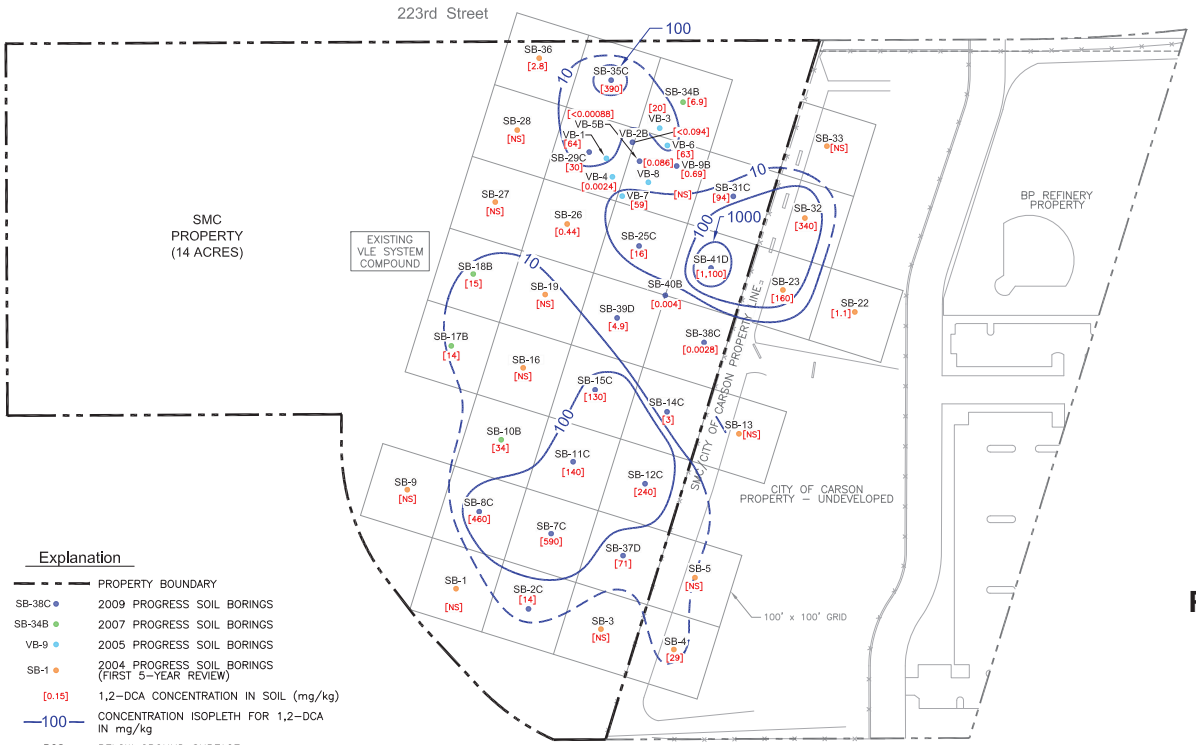 223rd Street
100
SB-36
[2.8]
10
SB-35C
[390]
SB-34B
[6.9]
[20]
VB-3
[<0.00088]
VB-5B
VB-2B
[<0.094]
VB-1
[64]
VB-6
[63]
SB-28
[NS]
SB-33
[NS]
SB-29C
[30]
[0.086]
VB-9B
[0.69]
VB-4
[0.0024]
VB-8
[NS]
VB-7
[59]
SB-31C
[94]
10
SB-27
[NS]
SB-26
[0.44]
SB-32
[340]
1000
100
BP REFINERY
PROPERTY
SMC
PROPERTY
(14 ACRES)
EXISTING
VLE SYSTEM
COMPOUND
SB-25C
[16]
SB-41D
[1,100]
10
SB-18B
[15]
SB-19
[NS]
SB-40B
[0.004]
SB-23
[160]
SB-22
[1.1]
SB-39D
[4.9]
SB-38C
[0.0028]
SMC/CITY OF CARSON PROPERTY LINE
SB-17B
[14]
SB-16
[NS]
SB-15C
[130]
SB-14C
[3]
100
SB-13
[NS]
SB-10B
[34]
SB-11C
[140]
SB-12C
[240]
SB-9
[NS]
SB-8C
[460]
CITY OF CARSON
PROPERTY - UNDEVELOPED
SB-7C
[590]
SB-37D
[71]
SB-5
[NS]
SB-1
[NS]
SB-2C
[14]
SB-3
[NS]
SB-4
[29]
100' x 100' GRID
Explanation
PROPERTY BOUNDARY
SB-38C 2009 PROGRESS SOIL BORINGS
SB-34B 2007 PROGRESS SOIL BORINGS
VB-9 2005 PROGRESS SOIL BORINGS
SB-1 2004 PROGRESS SOIL BORINGS
(FIRST 5-YEAR REVIEW)
[0.15] 1,2-DCA CONCENTRATION IN SOIL (mg/kg)
100 CONCENTRATION ISOPLETH FOR 1,2-DCA
IN mg/kg